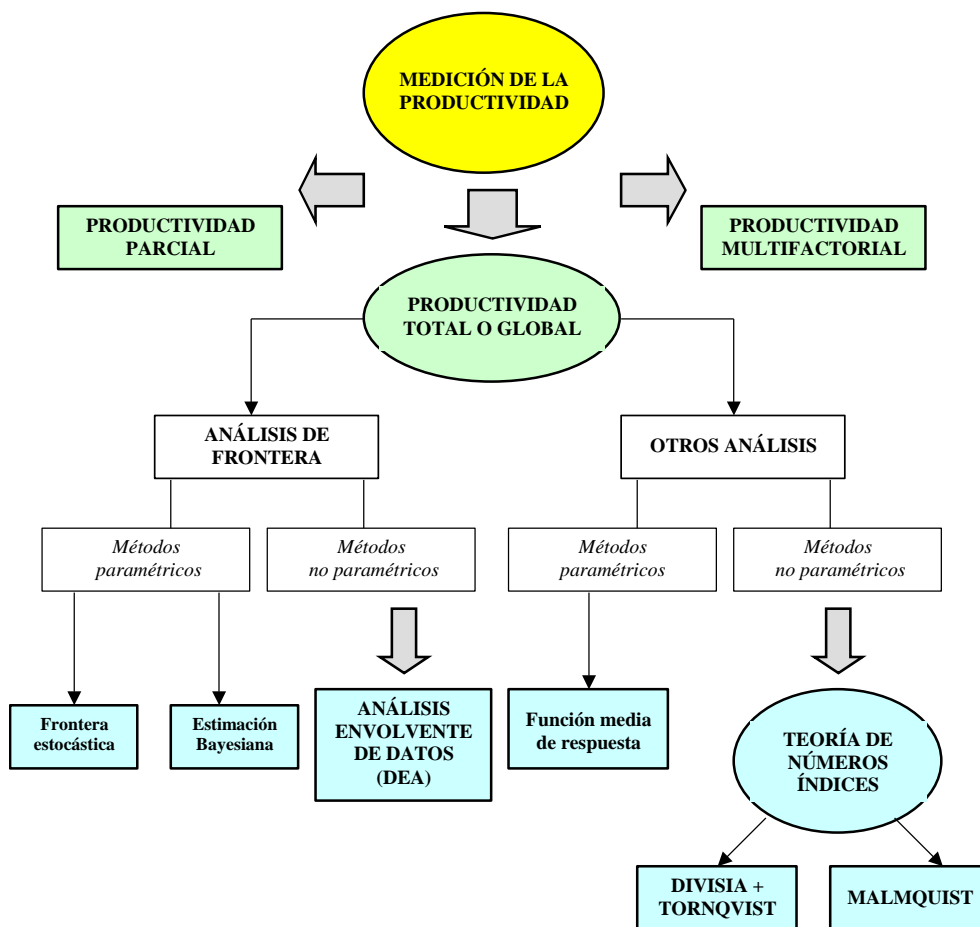 MEDICIÓN DE LA
PRODUCTIVIDAD
PRODUCTIVIDAD
PARCIAL
PRODUCTIVIDAD
MULTIFACTORIAL
PRODUCTIVIDAD
TOTAL O GLOBAL
ANÁLISIS DE
FRONTERA
OTROS ANÁLISIS
Métodos
paramétricos
Métodos
no paramétricos
Métodos
paramétricos
Métodos
no paramétricos
Frontera
estocástica
Estimación
Bayesiana
ANÁLISIS
ENVOLVENTE
DE DATOS
(DEA)
Función media
de respuesta
TEORÍA DE
NÚMEROS
ÍNDICES
DIVISIA +
TORNQVIST
MALMQUIST